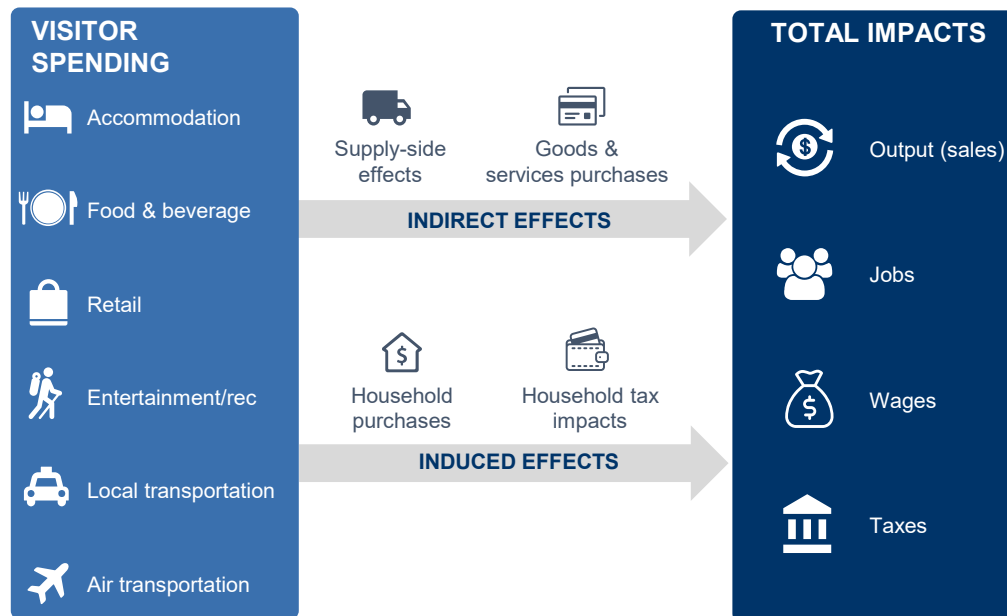 VISITOR
SPENDING
Accommodation
Food & beverage
Retail
Entertainment/rec
Local transportation
Air transportation
Supply-side
effects
Goods &
services purchases
INDIRECT EFFECTS
$
Household
purchases
Household tax
impacts
INDUCED EFFECTS
TOTAL IMPACTS
$
Output (sales)
Jobs
$
Wages
Taxes